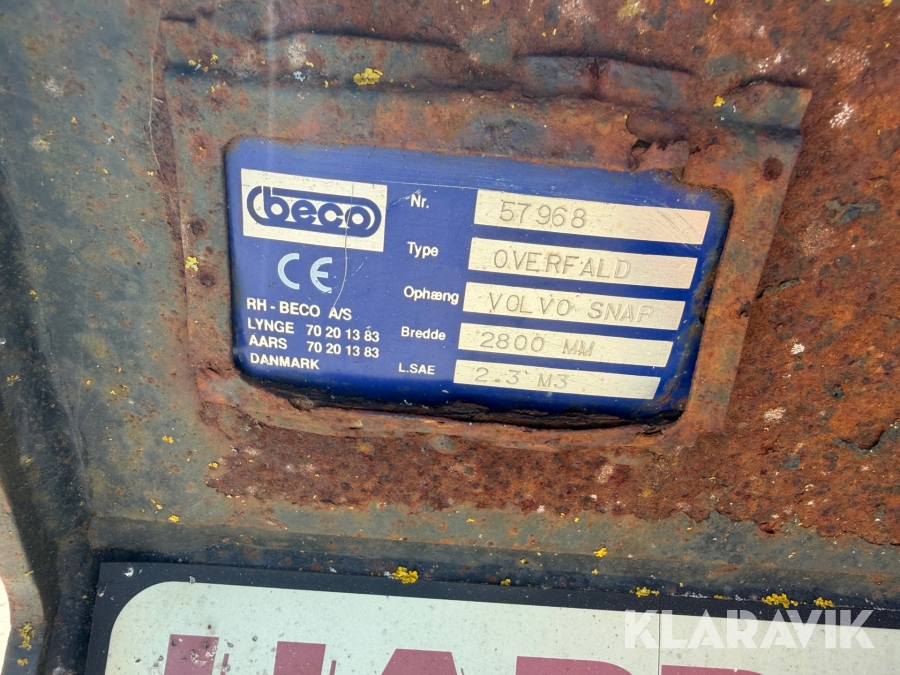 beco
CE
RH - BECO A/S
LYNGE 70 20 13 83
AARS 70 20 13 83
DANMARK
Nr. 57968
Type OVERFALD
Ophæng VOLVO SNAP
Bredde 2800 MM
L.SAE 2.3 M3
KLARAVIK